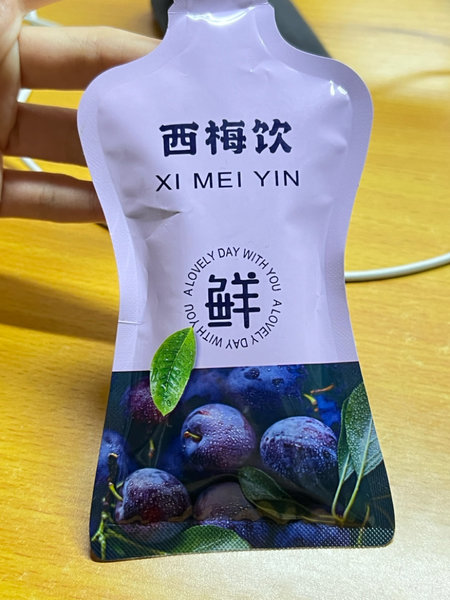 西梅饮
XI MEI YIN
A LOVELY DAY WITH YOU A LOVELY DAY WITH YOU
鲜